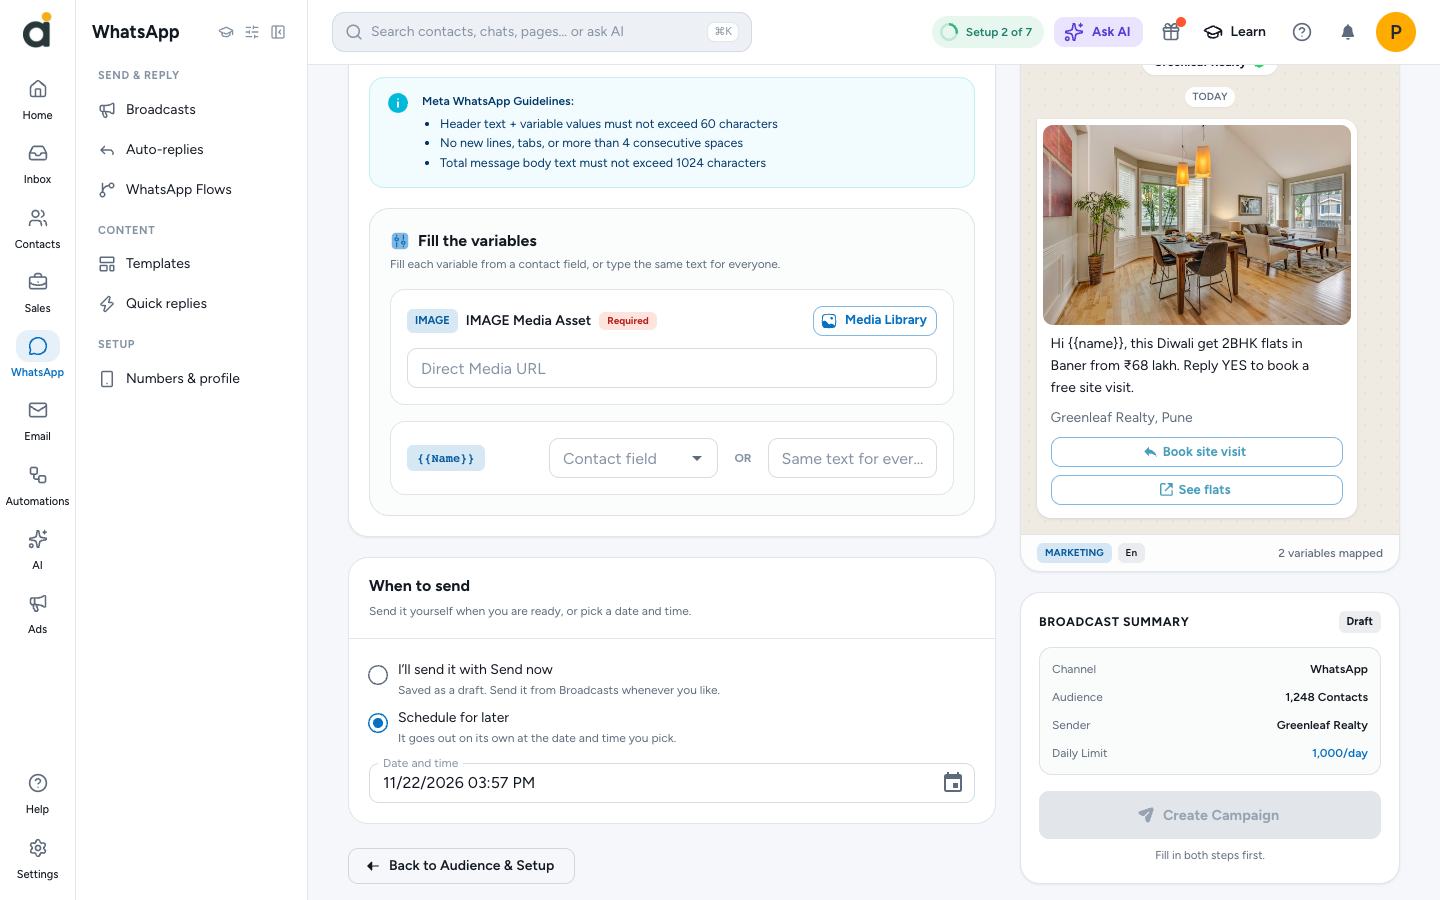 WhatsApp
Search contacts, chats, pages... or ask AI
⌘K
Setup 2 of 7
Ask AI
Learn
P
Home
Inbox
Contacts
Sales
WhatsApp
Email
Automations
AI
Ads
Help
Settings
SEND & REPLY
Broadcasts
Auto-replies
WhatsApp Flows
CONTENT
Templates
Quick replies
SETUP
Numbers & profile
Meta WhatsApp Guidelines:
• Header text + variable values must not exceed 60 characters
• No new lines, tabs, or more than 4 consecutive spaces
• Total message body text must not exceed 1024 characters
Fill the variables
Fill each variable from a contact field, or type the same text for everyone.
IMAGE IMAGE Media Asset Required
Media Library
Direct Media URL
{{Name}}
Contact field
OR
Same text for ever...
When to send
Send it yourself when you are ready, or pick a date and time.
I'll send it with Send now
Saved as a draft. Send it from Broadcasts whenever you like.
Schedule for later
It goes out on its own at the date and time you pick.
Date and time
11/22/2026 03:57 PM
Back to Audience & Setup
Greenleaf Realty
TODAY
Hi {{name}}, this Diwali get 2BHK flats in
Baner from ₹68 lakh. Reply YES to book a
free site visit.
Greenleaf Realty, Pune
Book site visit
See flats
MARKETING En 2 variables mapped
BROADCAST SUMMARY Draft
Channel WhatsApp
Audience 1,248 Contacts
Sender Greenleaf Realty
Daily Limit 1,000/day
Create Campaign
Fill in both steps first.